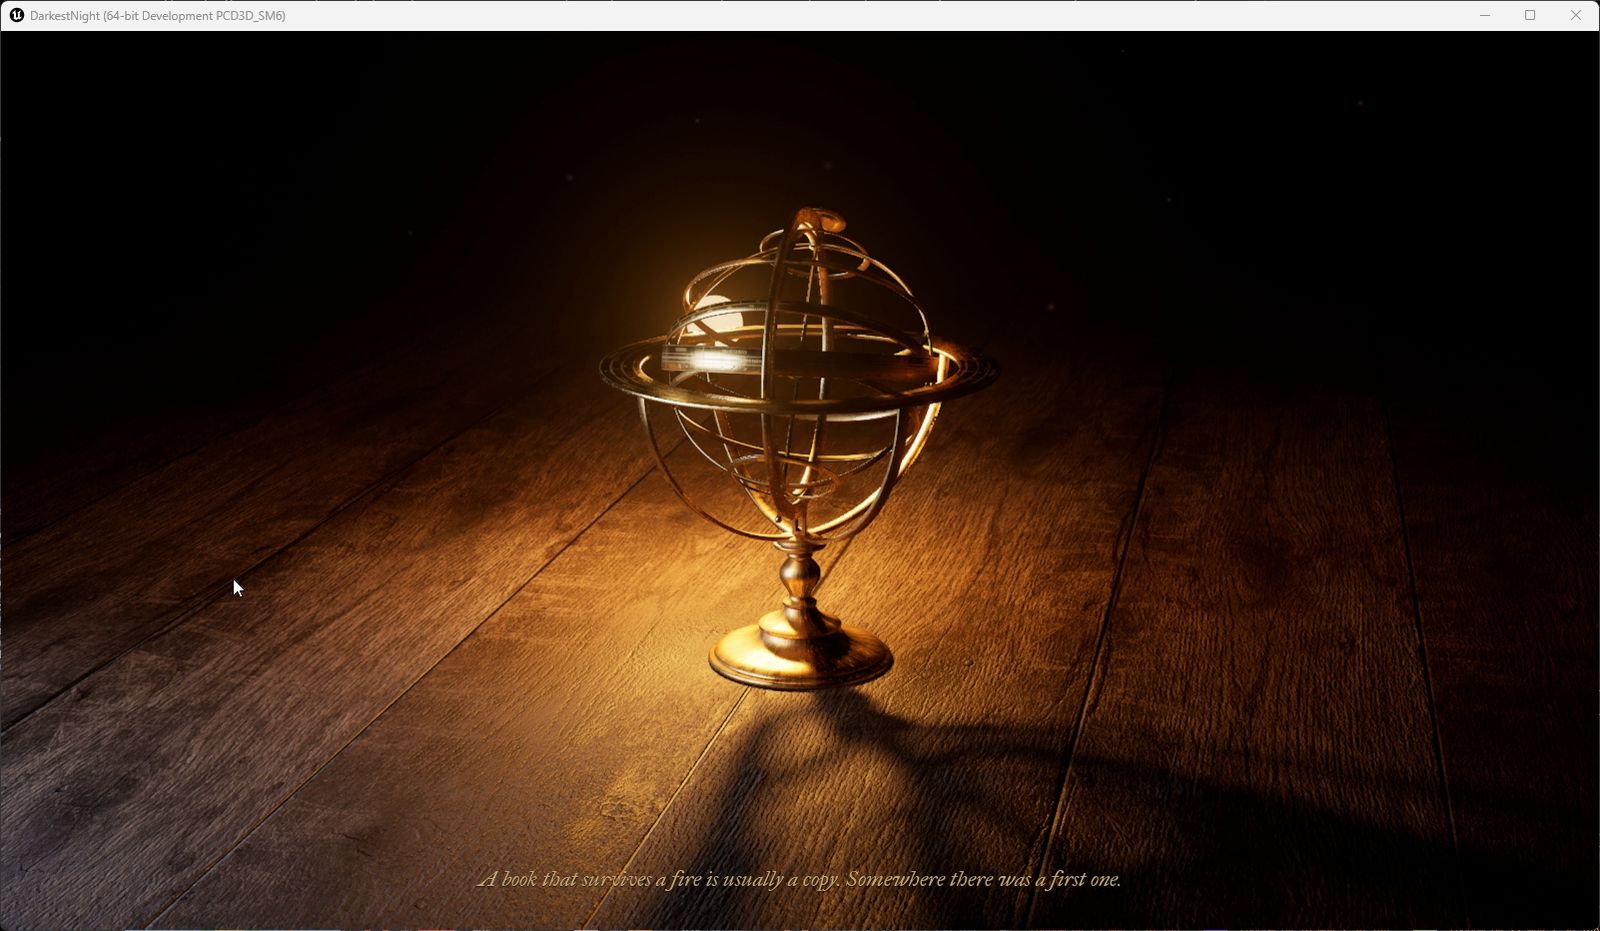 DarkestNight (64-bit Development PCD3D_SM6)
A book that survives a fire is usually a copy. Somewhere there was a first one.